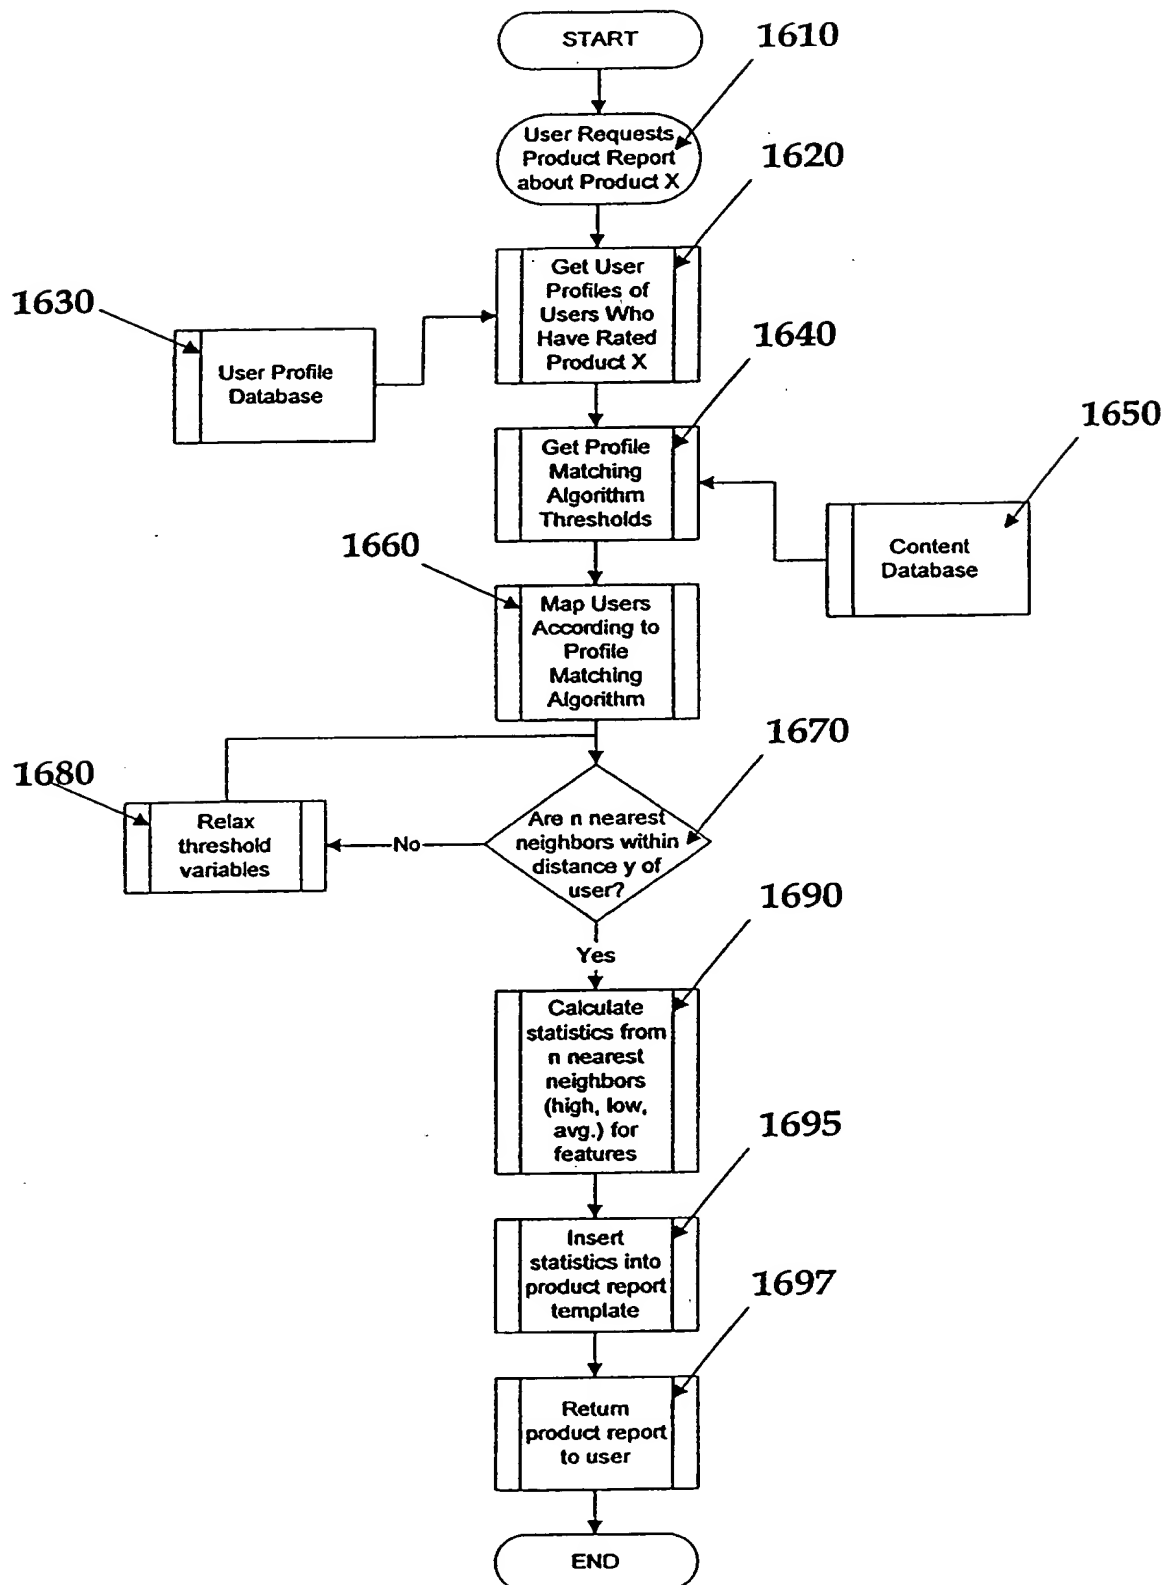 START
1610
User Requests
Product Report
about Product X
1620
Get User
Profiles of
Users Who
Have Rated
Product X
1630
User Profile
Database
1640
Get Profile
Matching
Algorithm
Thresholds
1650
Content
Database
1660
Map Users
According to
Profile
Matching
Algorithm
1670
Are n nearest
neighbors within
distance y of
user?
No
1680
Relax
threshold
variables
Yes
1690
Calculate
statistics from
n nearest
neighbors
(high, low,
avg.) for
features
1695
Insert
statistics into
product report
template
1697
Return
product report
to user
END